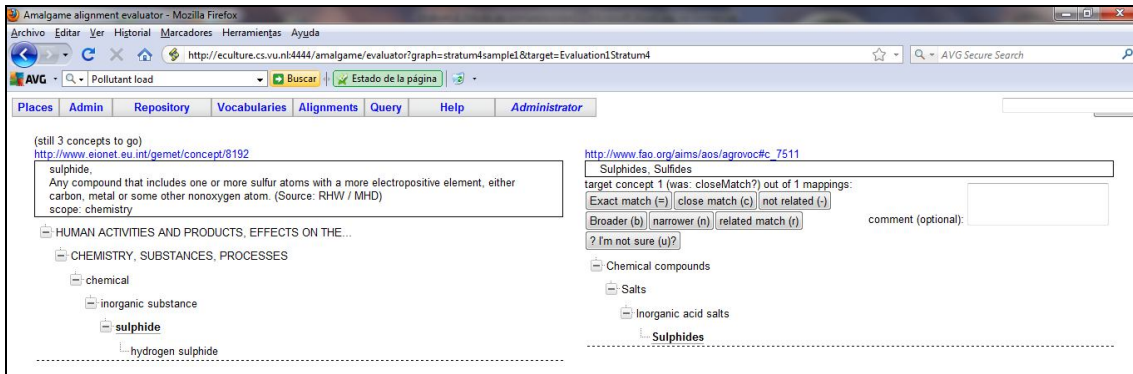 Amalgame alignment evaluator - Mozilla Firefox
Archivo Editar Ver Historial Marcadores Herramientas Ayuda
http://eculture.cs.vu.nl:4444/amalgame/evaluator?graph=stratum4sample1&target=Evaluation1Stratum4
AVG Secure Search
AVG Pollutant load Buscar Estado de la página
Places Admin Repository Vocabularies Alignments Query Help Administrator
(still 3 concepts to go)
http://www.eionet.eu.int/gemet/concept/8192
sulphide,
Any compound that includes one or more sulfur atoms with a more electropositive element, either
carbon, metal or some other nonoxygen atom. (Source: RHW / MHD)
scope: chemistry
HUMAN ACTIVITIES AND PRODUCTS, EFFECTS ON THE...
CHEMISTRY, SUBSTANCES, PROCESSES
chemical
inorganic substance
sulphide
hydrogen sulphide
http://www.fao.org/aims/aos/agrovoc#c_7511
Sulphides, Sulfides
target concept 1 (was: closeMatch?) out of 1 mappings:
Exact match (=) close match (c) not related (-)
Broader (b) narrower (n) related match (r)
comment (optional):
? I'm not sure (u)?
Chemical compounds
Salts
Inorganic acid salts
Sulphides